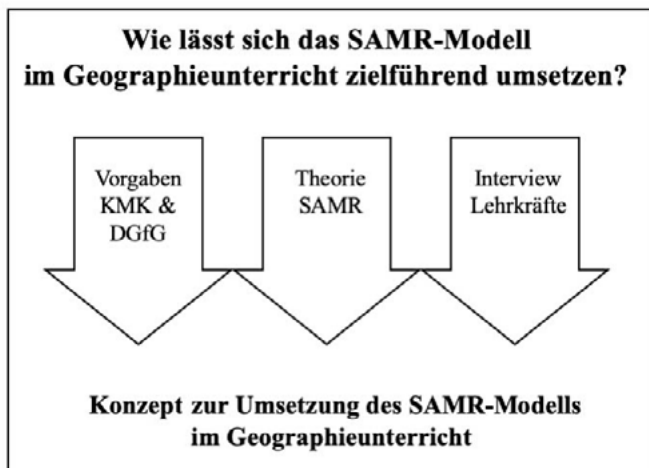 Wie lässt sich das SAMR-Modell
im Geographieunterricht zielführend umsetzen?
Vorgaben
KMK &
DGfG
Theorie
SAMR
Interview
Lehrkräfte
Konzept zur Umsetzung des SAMR-Modells
im Geographieunterricht